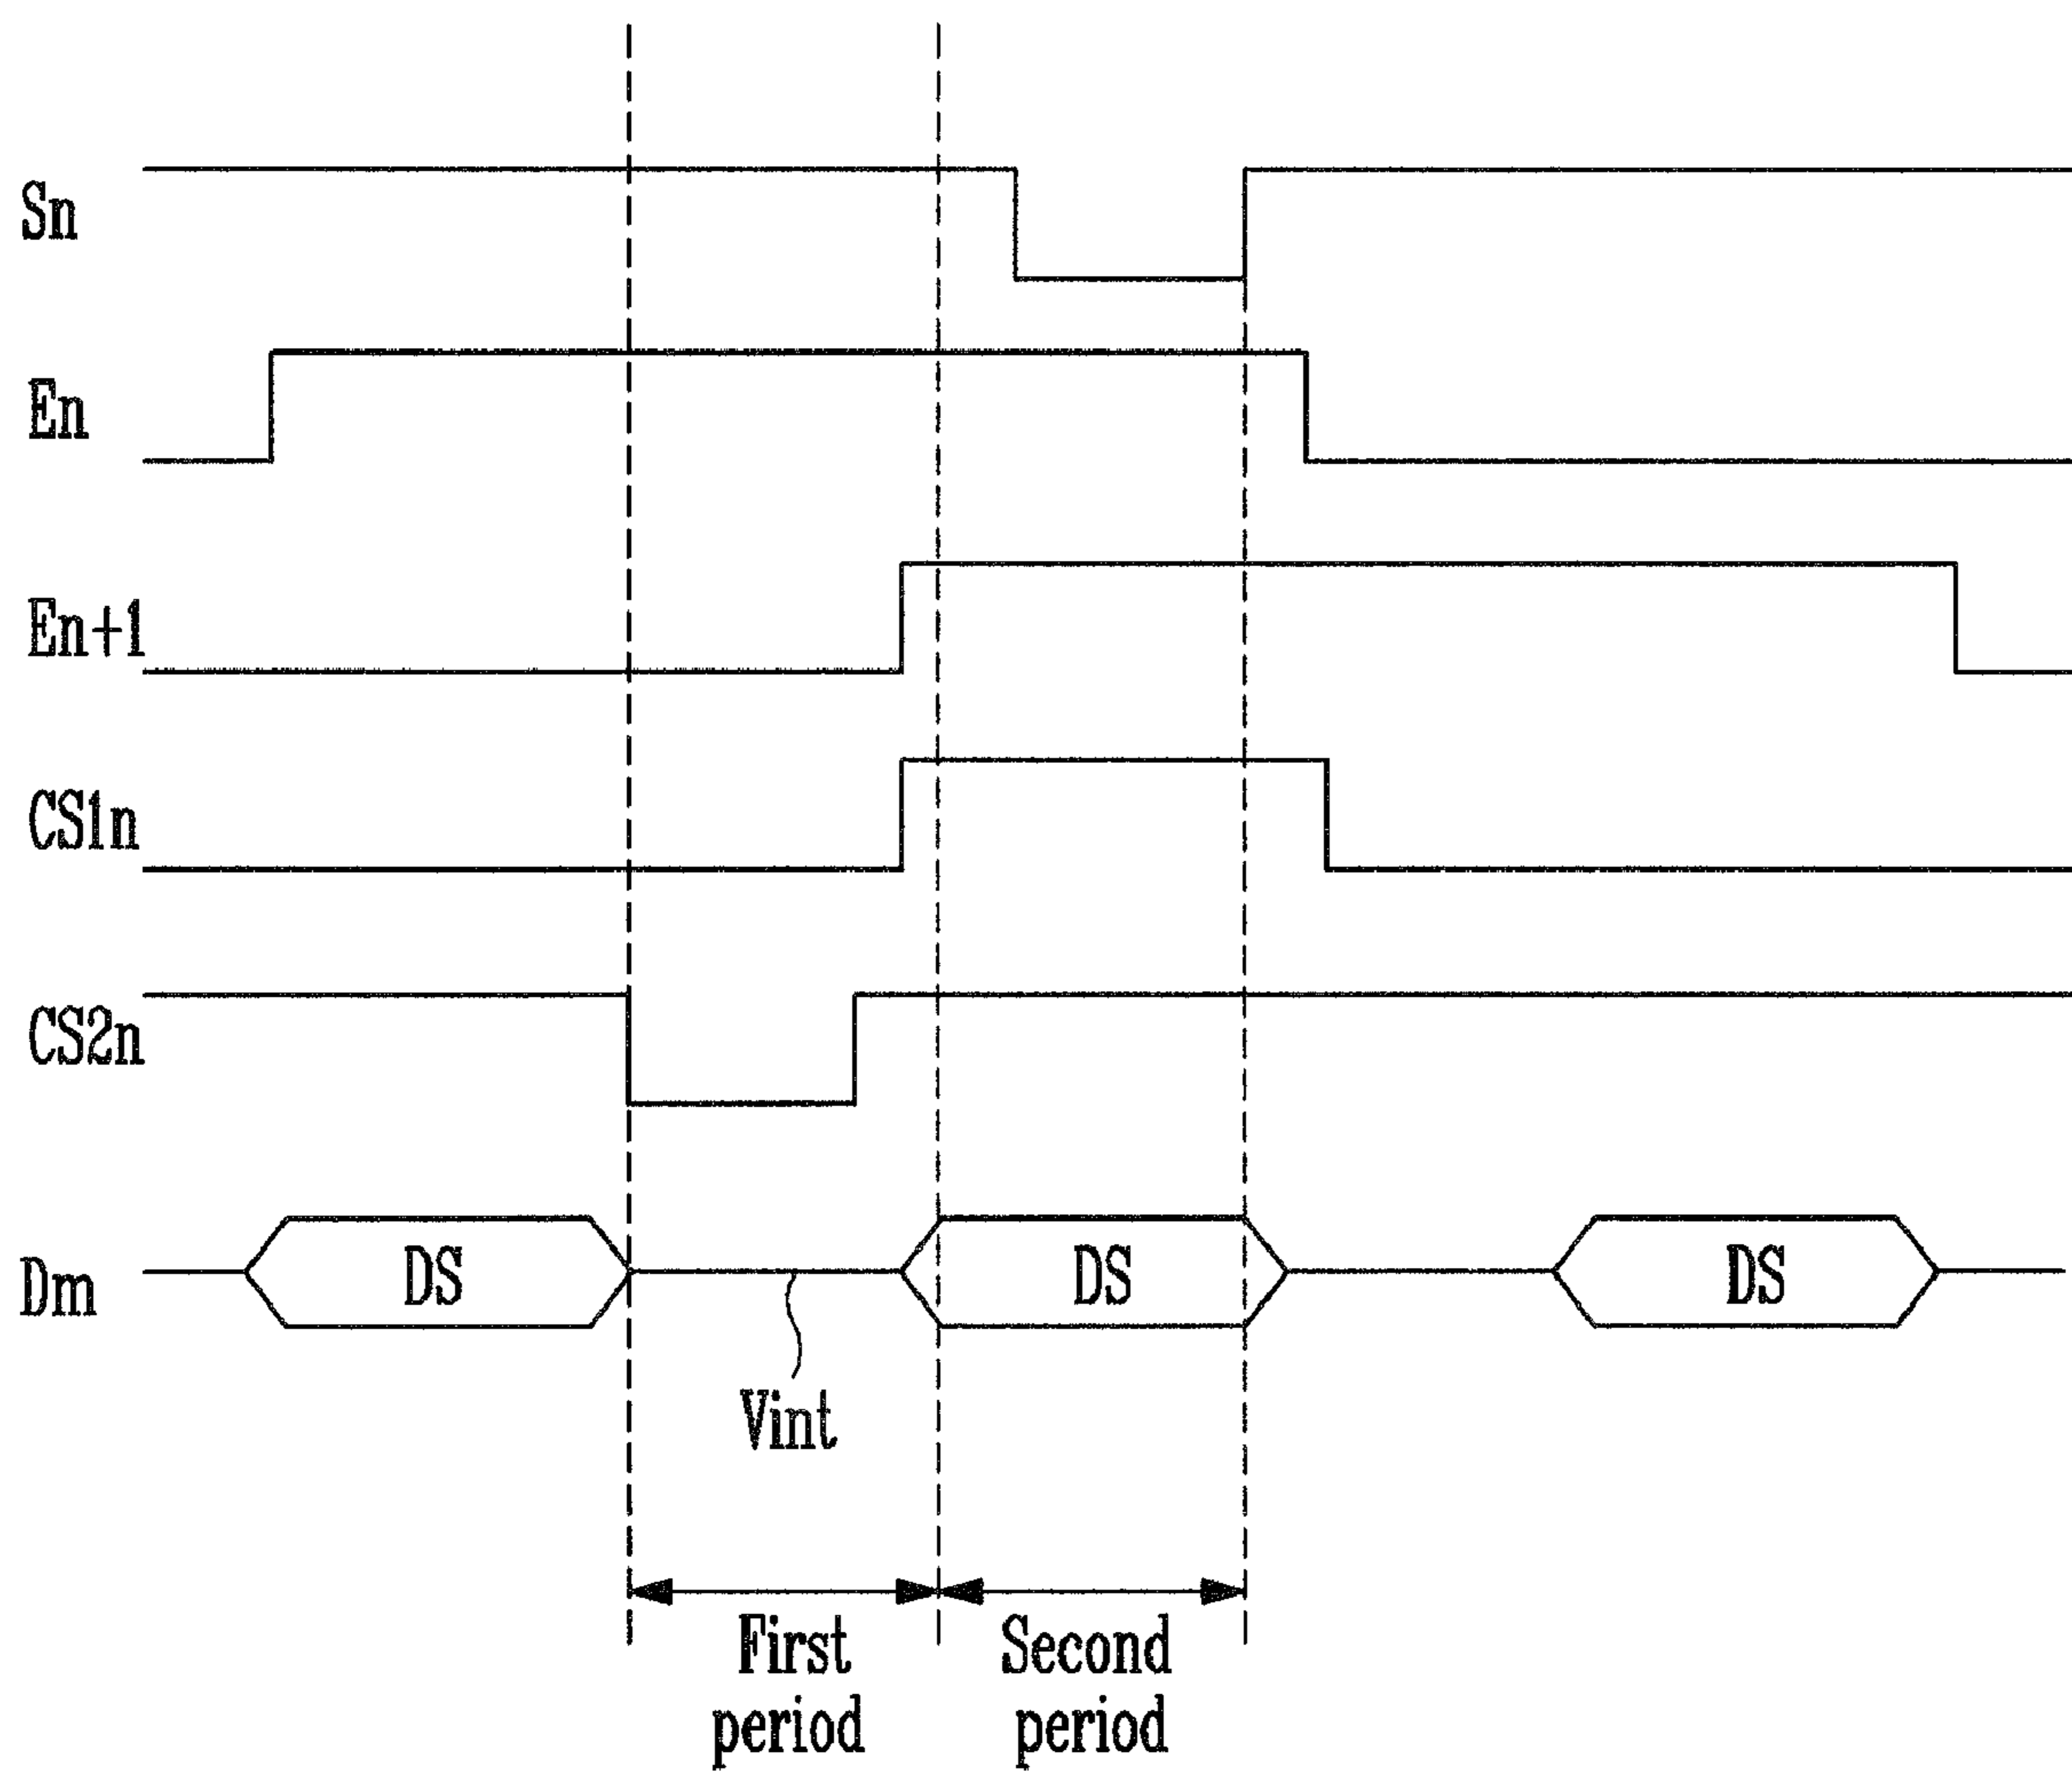 Sn
En
En+1
CS1n
CS2n
Dm
DS
DS
DS
Vint
First
period
Second
period